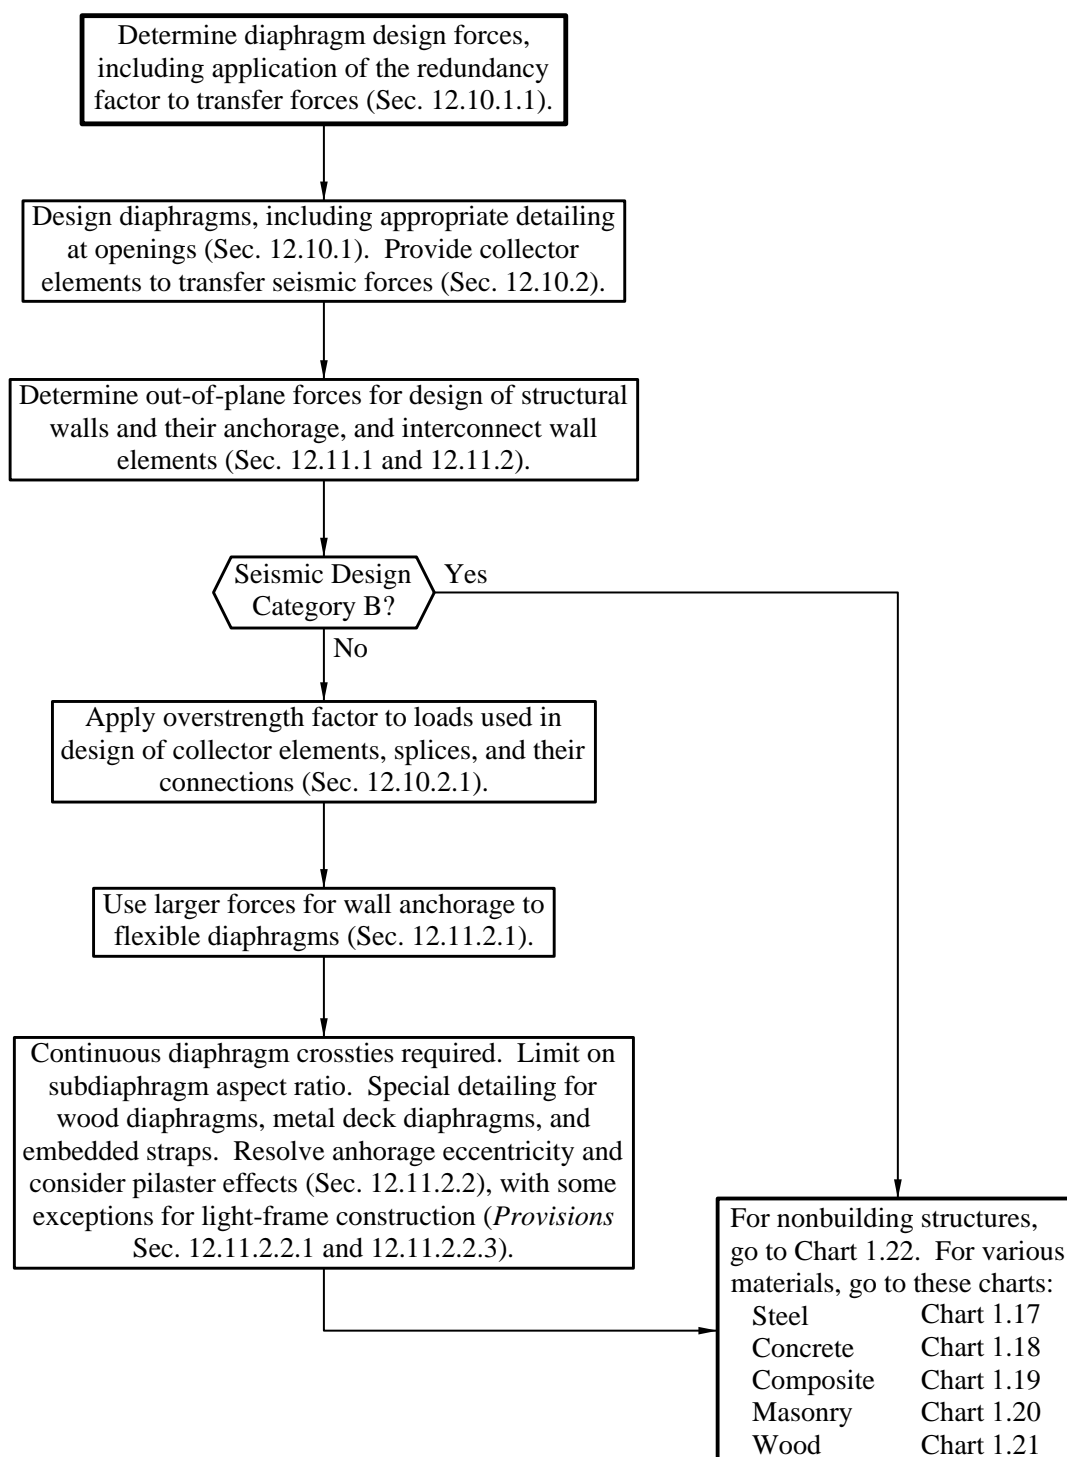 Determine diaphragm design forces,
including application of the redundancy
factor to transfer forces (Sec. 12.10.1.1).
Design diaphragms, including appropriate detailing
at openings (Sec. 12.10.1).  Provide collector
elements to transfer seismic forces (Sec. 12.10.2).
Determine out-of-plane forces for design of structural
walls and their anchorage, and interconnect wall
elements (Sec. 12.11.1 and 12.11.2).
Seismic Design
Category B?
Yes
No
Apply overstrength factor to loads used in
design of collector elements, splices, and their
connections (Sec. 12.10.2.1).
Use larger forces for wall anchorage to
flexible diaphragms (Sec. 12.11.2.1).
Continuous diaphragm crossties required.  Limit on
subdiaphragm aspect ratio.  Special detailing for
wood diaphragms, metal deck diaphragms, and
embedded straps.  Resolve anhorage eccentricity and
consider pilaster effects (Sec. 12.11.2.2), with some
exceptions for light-frame construction (Provisions
Sec. 12.11.2.2.1 and 12.11.2.2.3).
For nonbuilding structures,
go to Chart 1.22.  For various
materials, go to these charts:
Steel Chart 1.17
Concrete Chart 1.18
Composite Chart 1.19
Masonry Chart 1.20
Wood Chart 1.21